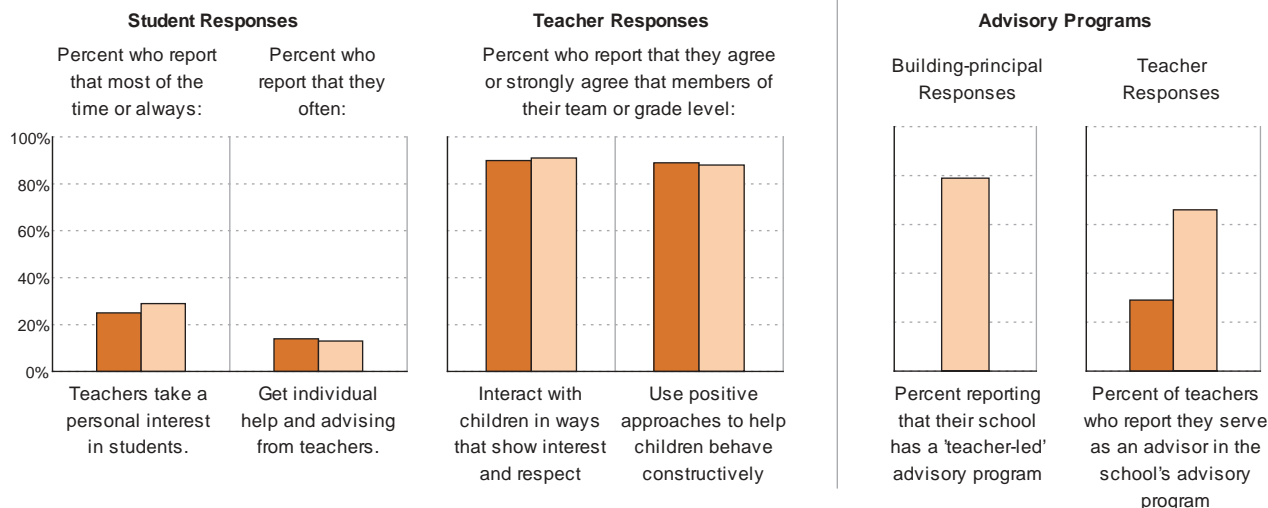 Student Responses
Percent who report
that most of the
time or always:
Percent who
report that they
often:
100%
80%
60%
40%
20%
0%
Teachers take a
personal interest
in students.
Get individual
help and advising
from teachers.
Teacher Responses
Percent who report that they agree
or strongly agree that members of
their team or grade level:
Interact with
children in ways
that show interest
and respect
Use positive
approaches to help
children behave
constructively
Advisory Programs
Building-principal
Responses
Teacher
Responses
Percent reporting
that their school
has a 'teacher-led'
advisory program
Percent of teachers
who report they serve
as an advisor in the
school's advisory
program